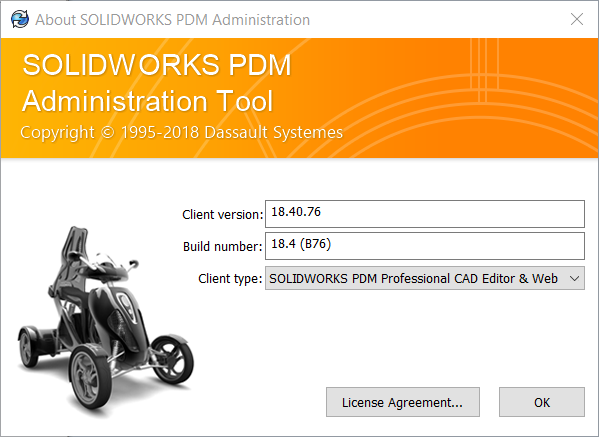 About SOLIDWORKS PDM Administration
SOLIDWORKS PDM
Administration Tool
Copyright © 1995-2018 Dassault Systemes
Client version: 18.40.76
Build number: 18.4 (B76)
Client type: SOLIDWORKS PDM Professional CAD Editor & Web
License Agreement... OK